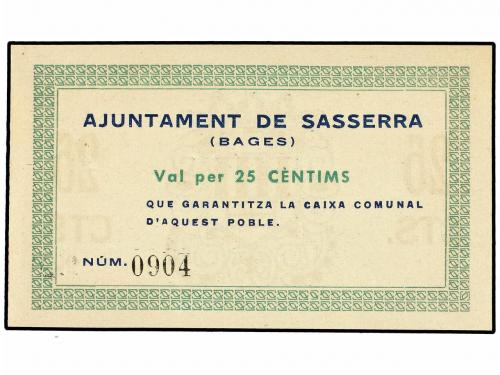 AJUNTAMENT DE SASSERRA
(BAGES)
Val per 25 CÈNTIMS
QUE GARANTITZA LA CAIXA COMUNAL
D'AQUEST POBLE.
NÚM. 0904